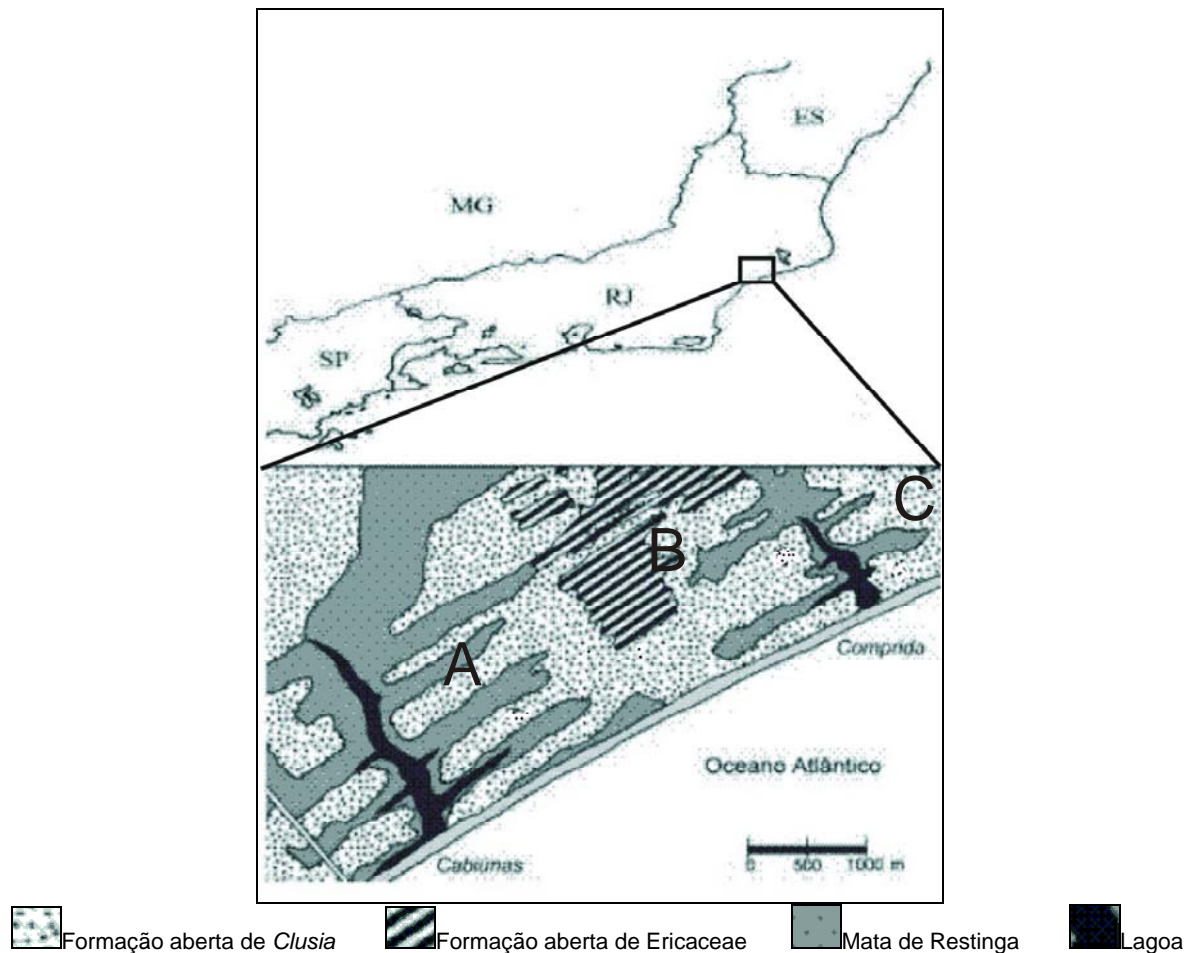 ES
MG
RJ
SP
C
B
A
Comprida
Oceano Atlântico
Cabiúnas
0 500 1000 m
Formação aberta de Clusia Formação aberta de Ericaceae Mata de Restinga Lagoa